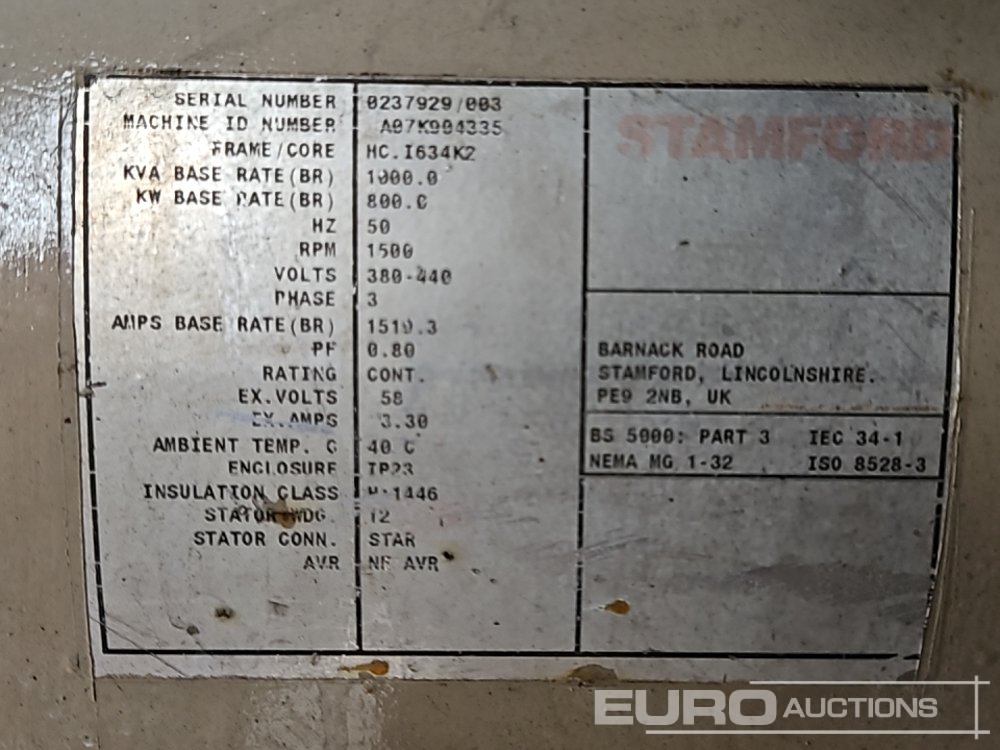 SERIAL NUMBER 0237929/003
MACHINE ID NUMBER A07K904335
FRAME/CORE HC.I634K2
KVA BASE RATE(BR) 1000.0
KW BASE RATE(BR) 800.0
HZ 50
RPM 1500
VOLTS 380-440
PHASE 3
AMPS BASE RATE(BR) 1519.3
PF 0.80
RATING CONT.
EX.VOLTS 58
EX.AMPS 3.30
AMBIENT TEMP. C 40 C
ENCLOSURE IP23
INSULATION CLASS H-1446
STATOR WDG. 12
STATOR CONN. STAR
AVR AVR
STAMFORD
BARNACK ROAD
STAMFORD, LINCOLNSHIRE.
PE9 2NB, UK
BS 5000: PART 3 IEC 34-1
NEMA MG 1-32 ISO 8528-3
EURO AUCTIONS